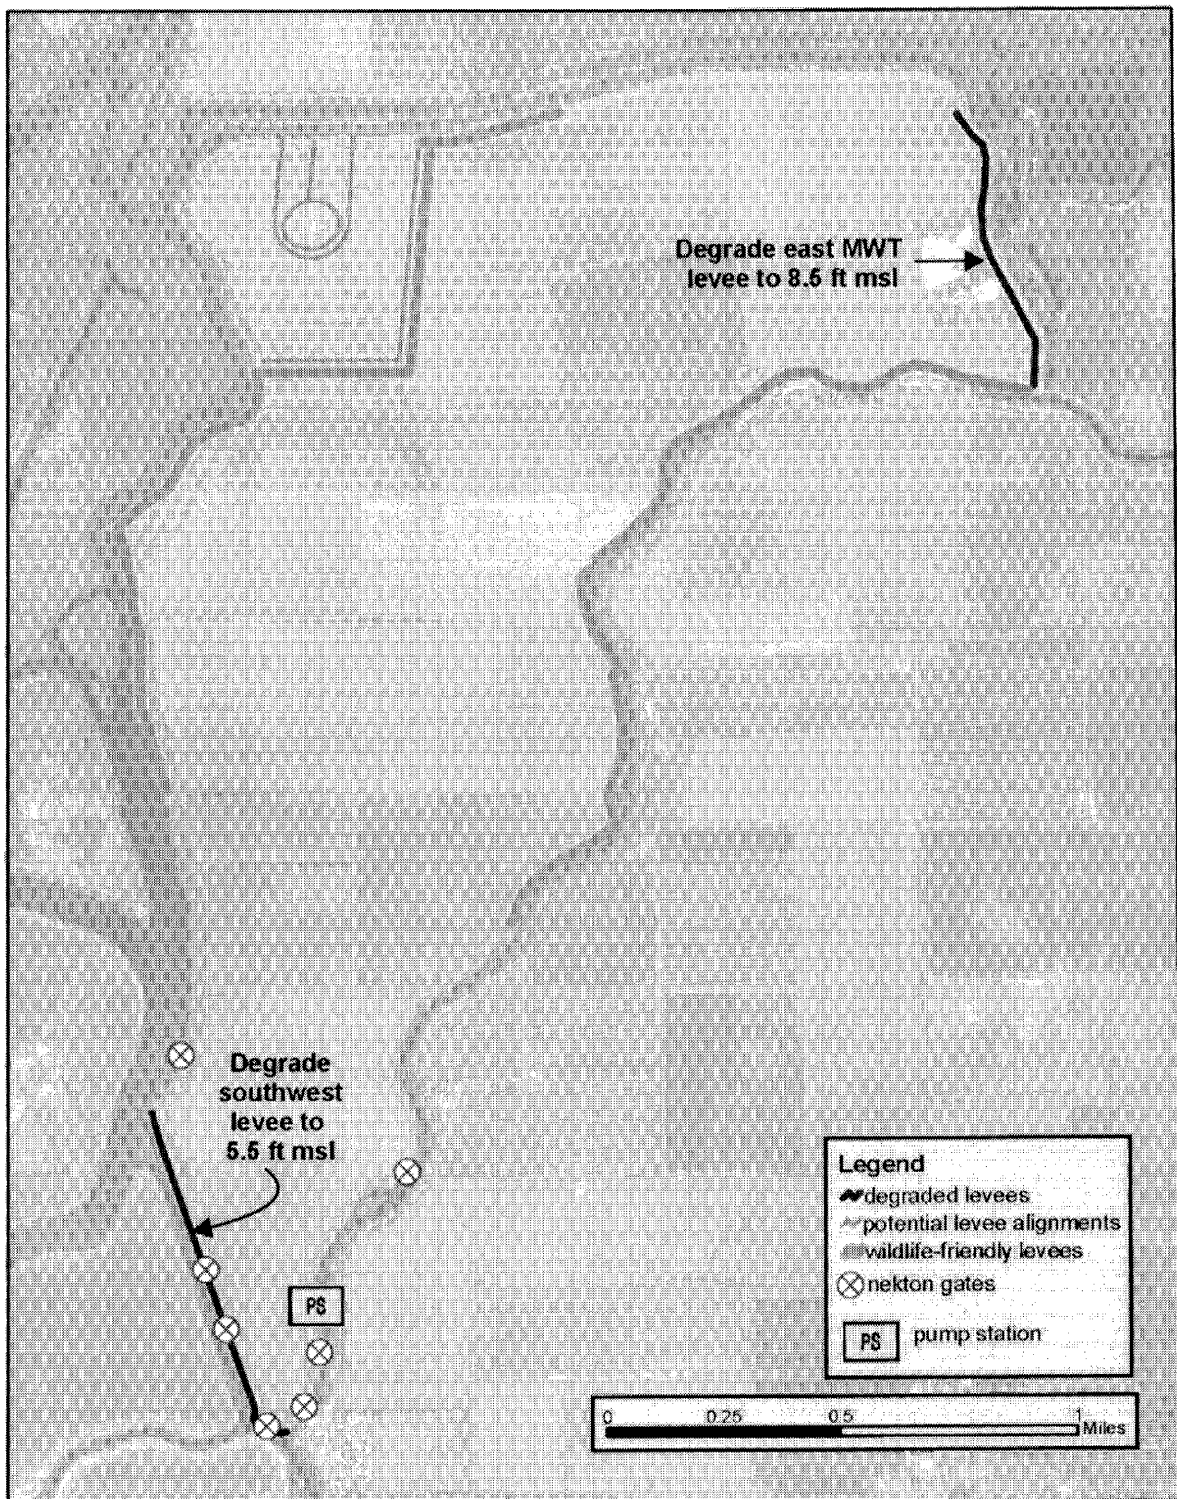 Degrade east MWT
levee to 8.5 ft msl
Degrade
southwest
levee to
5.5 ft msl
PS
Legend
degraded levees
potential levee alignments
wildlife-friendly levees
nekton gates
PS pump station
0 0.25 0.5 1
Miles